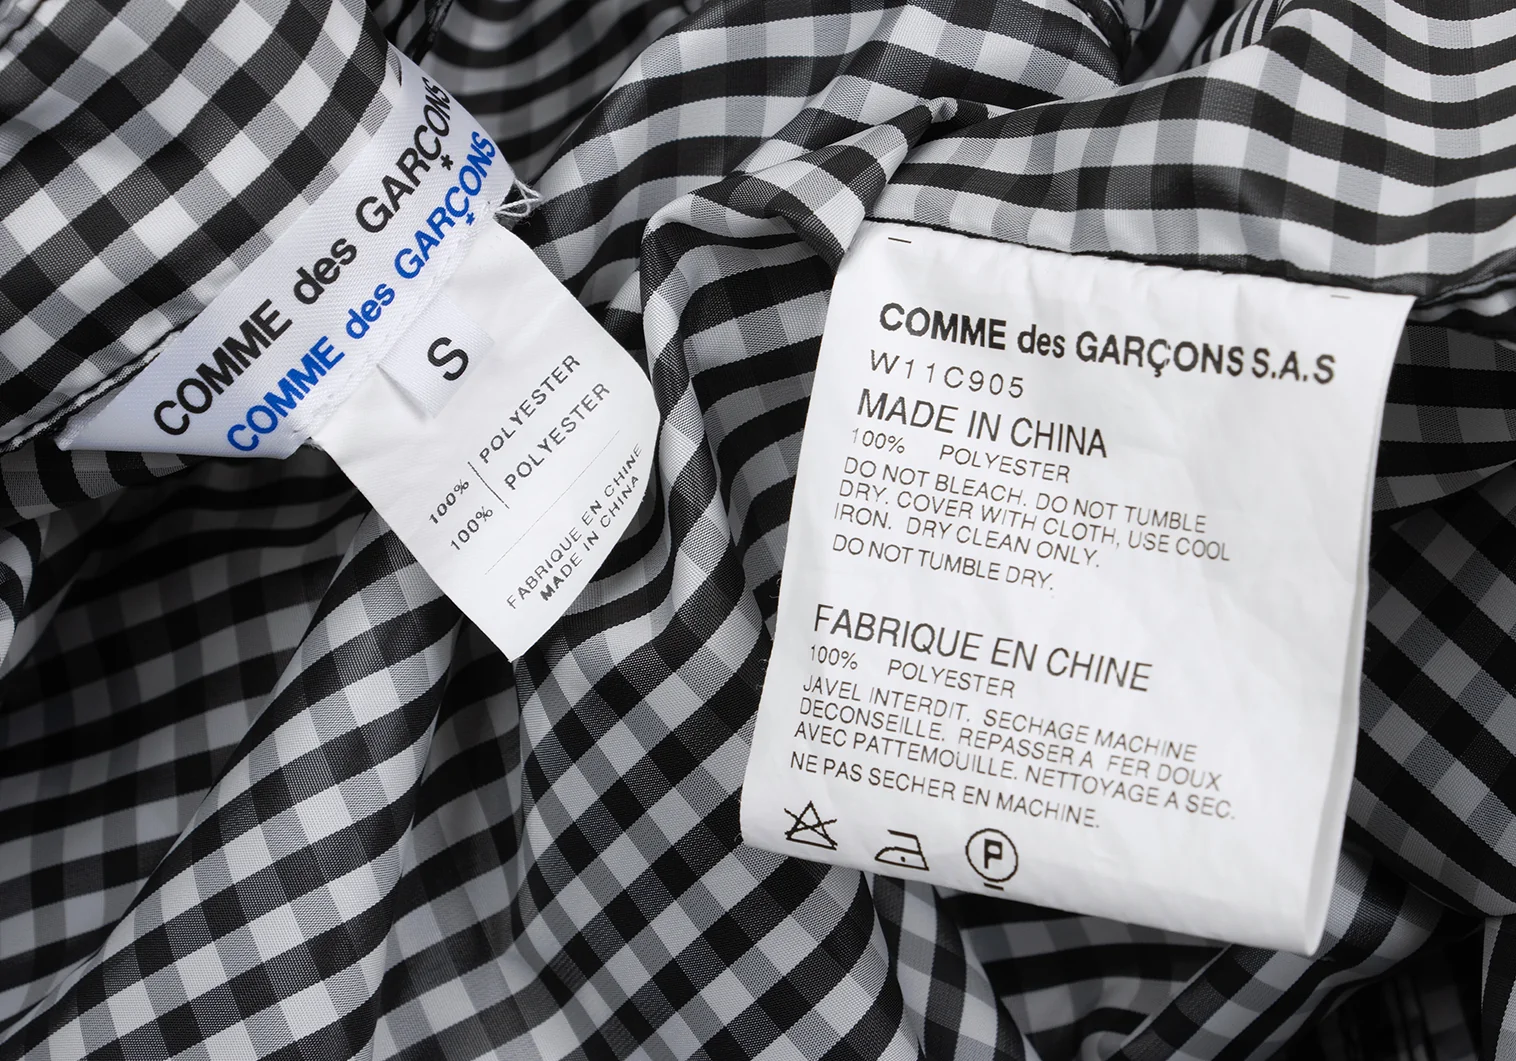 COMME des GARÇONS
COMME des GARÇONS
S
100% POLYESTER
100% POLYESTER
FABRIQUE EN CHINE
MADE IN CHINA
COMME des GARÇONS S.A.S
W11C905
MADE IN CHINA
100% POLYESTER
DO NOT BLEACH. DO NOT TUMBLE
DRY. COVER WITH CLOTH, USE COOL
IRON. DRY CLEAN ONLY.
DO NOT TUMBLE DRY.
FABRIQUE EN CHINE
100% POLYESTER
JAVEL INTERDIT. SECHAGE MACHINE
DECONSEILLE. REPASSER A FER DOUX
AVEC PATTEMOUILLE. NETTOYAGE A SEC.
NE PAS SECHER EN MACHINE.
P